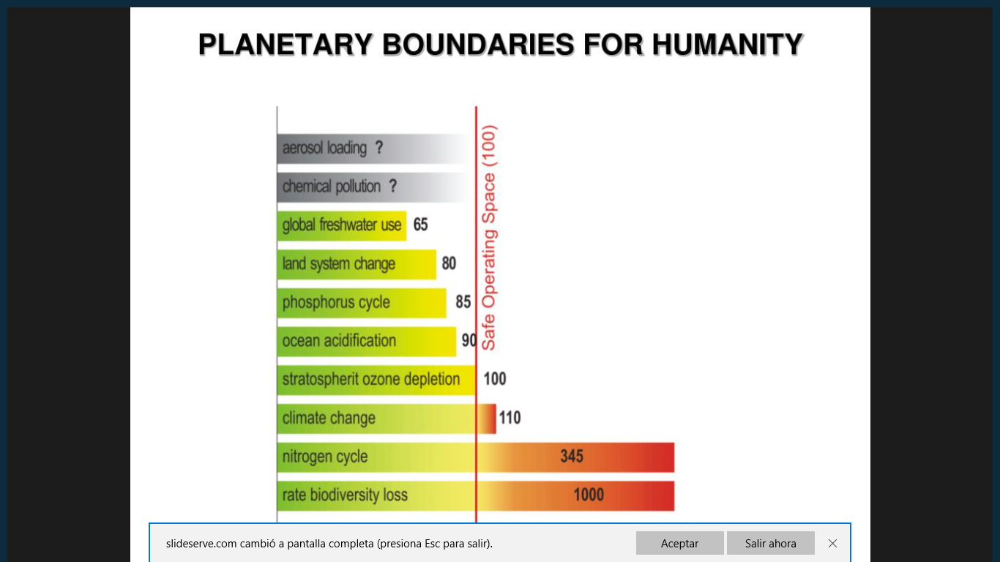 PLANETARY BOUNDARIES FOR HUMANITY
Safe Operating Space (100)
aerosol loading ?
chemical pollution ?
global freshwater use 65
land system change 80
phosphorus cycle 85
ocean acidification 90
stratospherit ozone depletion 100
climate change 110
nitrogen cycle 345
rate biodiversity loss 1000
slideserve.com cambió a pantalla completa (presiona Esc para salir). Aceptar Salir ahora